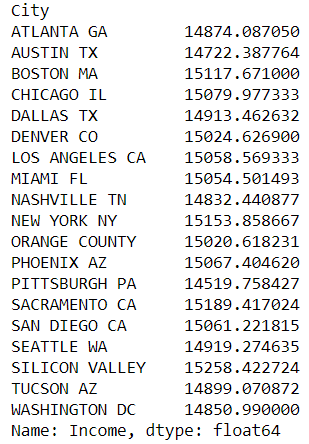 City
ATLANTA GA 14874.087050
AUSTIN TX 14722.387764
BOSTON MA 15117.671000
CHICAGO IL 15079.977333
DALLAS TX 14913.462632
DENVER CO 15024.626900
LOS ANGELES CA 15058.569333
MIAMI FL 15054.501493
NASHVILLE TN 14832.440877
NEW YORK NY 15153.858667
ORANGE COUNTY 15020.618231
PHOENIX AZ 15067.404620
PITTSBURGH PA 14519.758427
SACRAMENTO CA 15189.417024
SAN DIEGO CA 15061.221815
SEATTLE WA 14919.274635
SILICON VALLEY 15258.422724
TUCSON AZ 14899.070872
WASHINGTON DC 14850.990000
Name: Income, dtype: float64